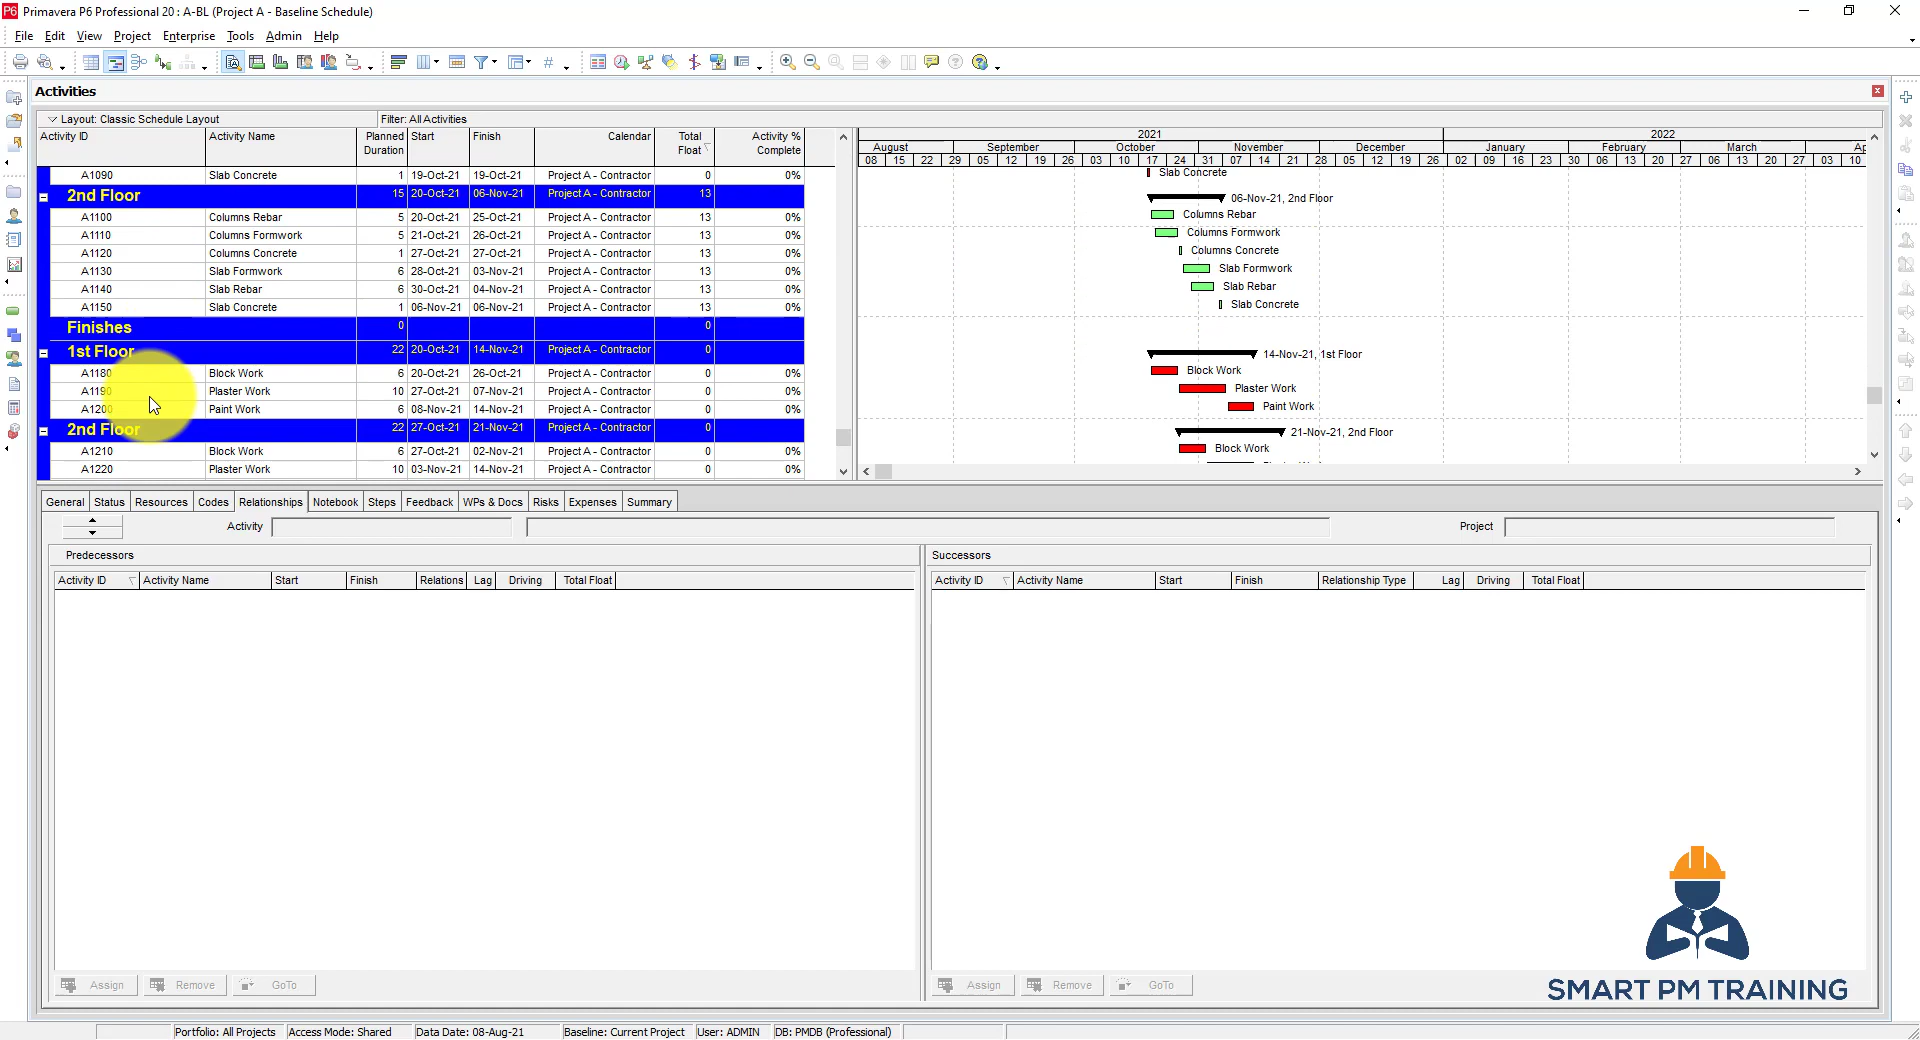 P6 Primavera P6 Professional 20 : A-BL (Project A - Baseline Schedule)
File Edit View Project Enterprise Tools Admin Help
Activities
Layout: Classic Schedule Layout Filter: All Activities
Activity ID Activity Name Planned Duration Start Finish Calendar Total Float Activity % Complete
A1090 Slab Concrete 1 19-Oct-21 19-Oct-21 Project A - Contractor 0 0%
2nd Floor 15 20-Oct-21 06-Nov-21 Project A - Contractor 13
A1100 Columns Rebar 5 20-Oct-21 25-Oct-21 Project A - Contractor 13 0%
A1110 Columns Formwork 5 21-Oct-21 26-Oct-21 Project A - Contractor 13 0%
A1120 Columns Concrete 1 27-Oct-21 27-Oct-21 Project A - Contractor 13 0%
A1130 Slab Formwork 6 28-Oct-21 03-Nov-21 Project A - Contractor 13 0%
A1140 Slab Rebar 6 30-Oct-21 04-Nov-21 Project A - Contractor 13 0%
A1150 Slab Concrete 1 06-Nov-21 06-Nov-21 Project A - Contractor 13 0%
Finishes 0 0
1st Floor 22 20-Oct-21 14-Nov-21 Project A - Contractor 0
A1180 Block Work 6 20-Oct-21 26-Oct-21 Project A - Contractor 0 0%
A1190 Plaster Work 10 27-Oct-21 07-Nov-21 Project A - Contractor 0 0%
A1200 Paint Work 6 08-Nov-21 14-Nov-21 Project A - Contractor 0 0%
2nd Floor 22 27-Oct-21 21-Nov-21 Project A - Contractor 0
A1210 Block Work 6 27-Oct-21 02-Nov-21 Project A - Contractor 0 0%
A1220 Plaster Work 10 03-Nov-21 14-Nov-21 Project A - Contractor 0 0%
2021 2022
August September October November December January February March Ap
08 15 22 29 05 12 19 26 03 10 17 24 31 07 14 21 28 05 12 19 26 02 09 16 23 30 06 13 20 27 06 13 20 27 03 10
Slab Concrete
06-Nov-21, 2nd Floor
Columns Rebar
Columns Formwork
Columns Concrete
Slab Formwork
Slab Rebar
Slab Concrete
14-Nov-21, 1st Floor
Block Work
Plaster Work
Paint Work
21-Nov-21, 2nd Floor
Block Work
General Status Resources Codes Relationships Notebook Steps Feedback WPs & Docs Risks Expenses Summary
Activity Project
Predecessors
Activity ID Activity Name Start Finish Relations Lag Driving Total Float
Assign Remove GoTo
Successors
Activity ID Activity Name Start Finish Relationship Type Lag Driving Total Float
Assign Remove GoTo
SMART PM TRAINING
Portfolio: All Projects Access Mode: Shared Data Date: 08-Aug-21 Baseline: Current Project User: ADMIN DB: PMDB (Professional)